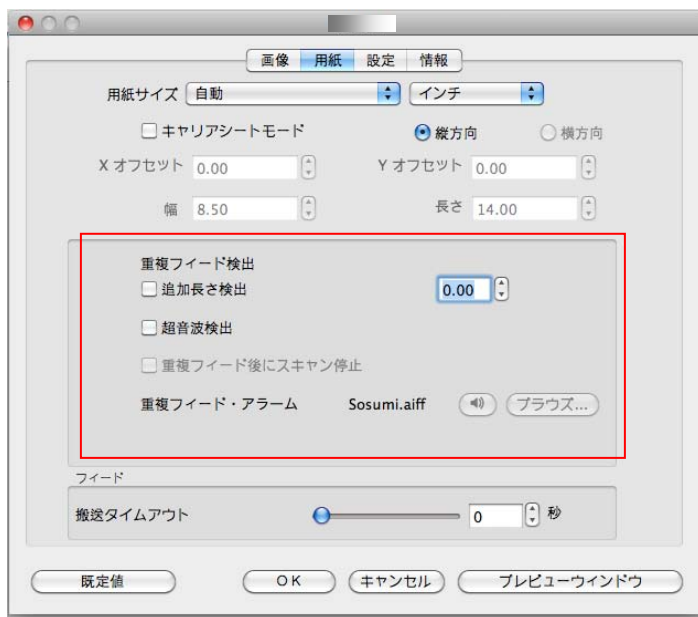 画像 用紙 設定 情報
用紙サイズ 自動 インチ
キャリアシートモード 縦方向 横方向
X オフセット 0.00 Y オフセット 0.00
幅 8.50 長さ 14.00
重複フィード検出
追加長さ検出 0.00
超音波検出
重複フィード後にスキャン停止
重複フィード・アラーム Sosumi.aiff ブラウズ...
フィード
搬送タイムアウト 0 秒
既定値 OK キャンセル プレビューウインドウ